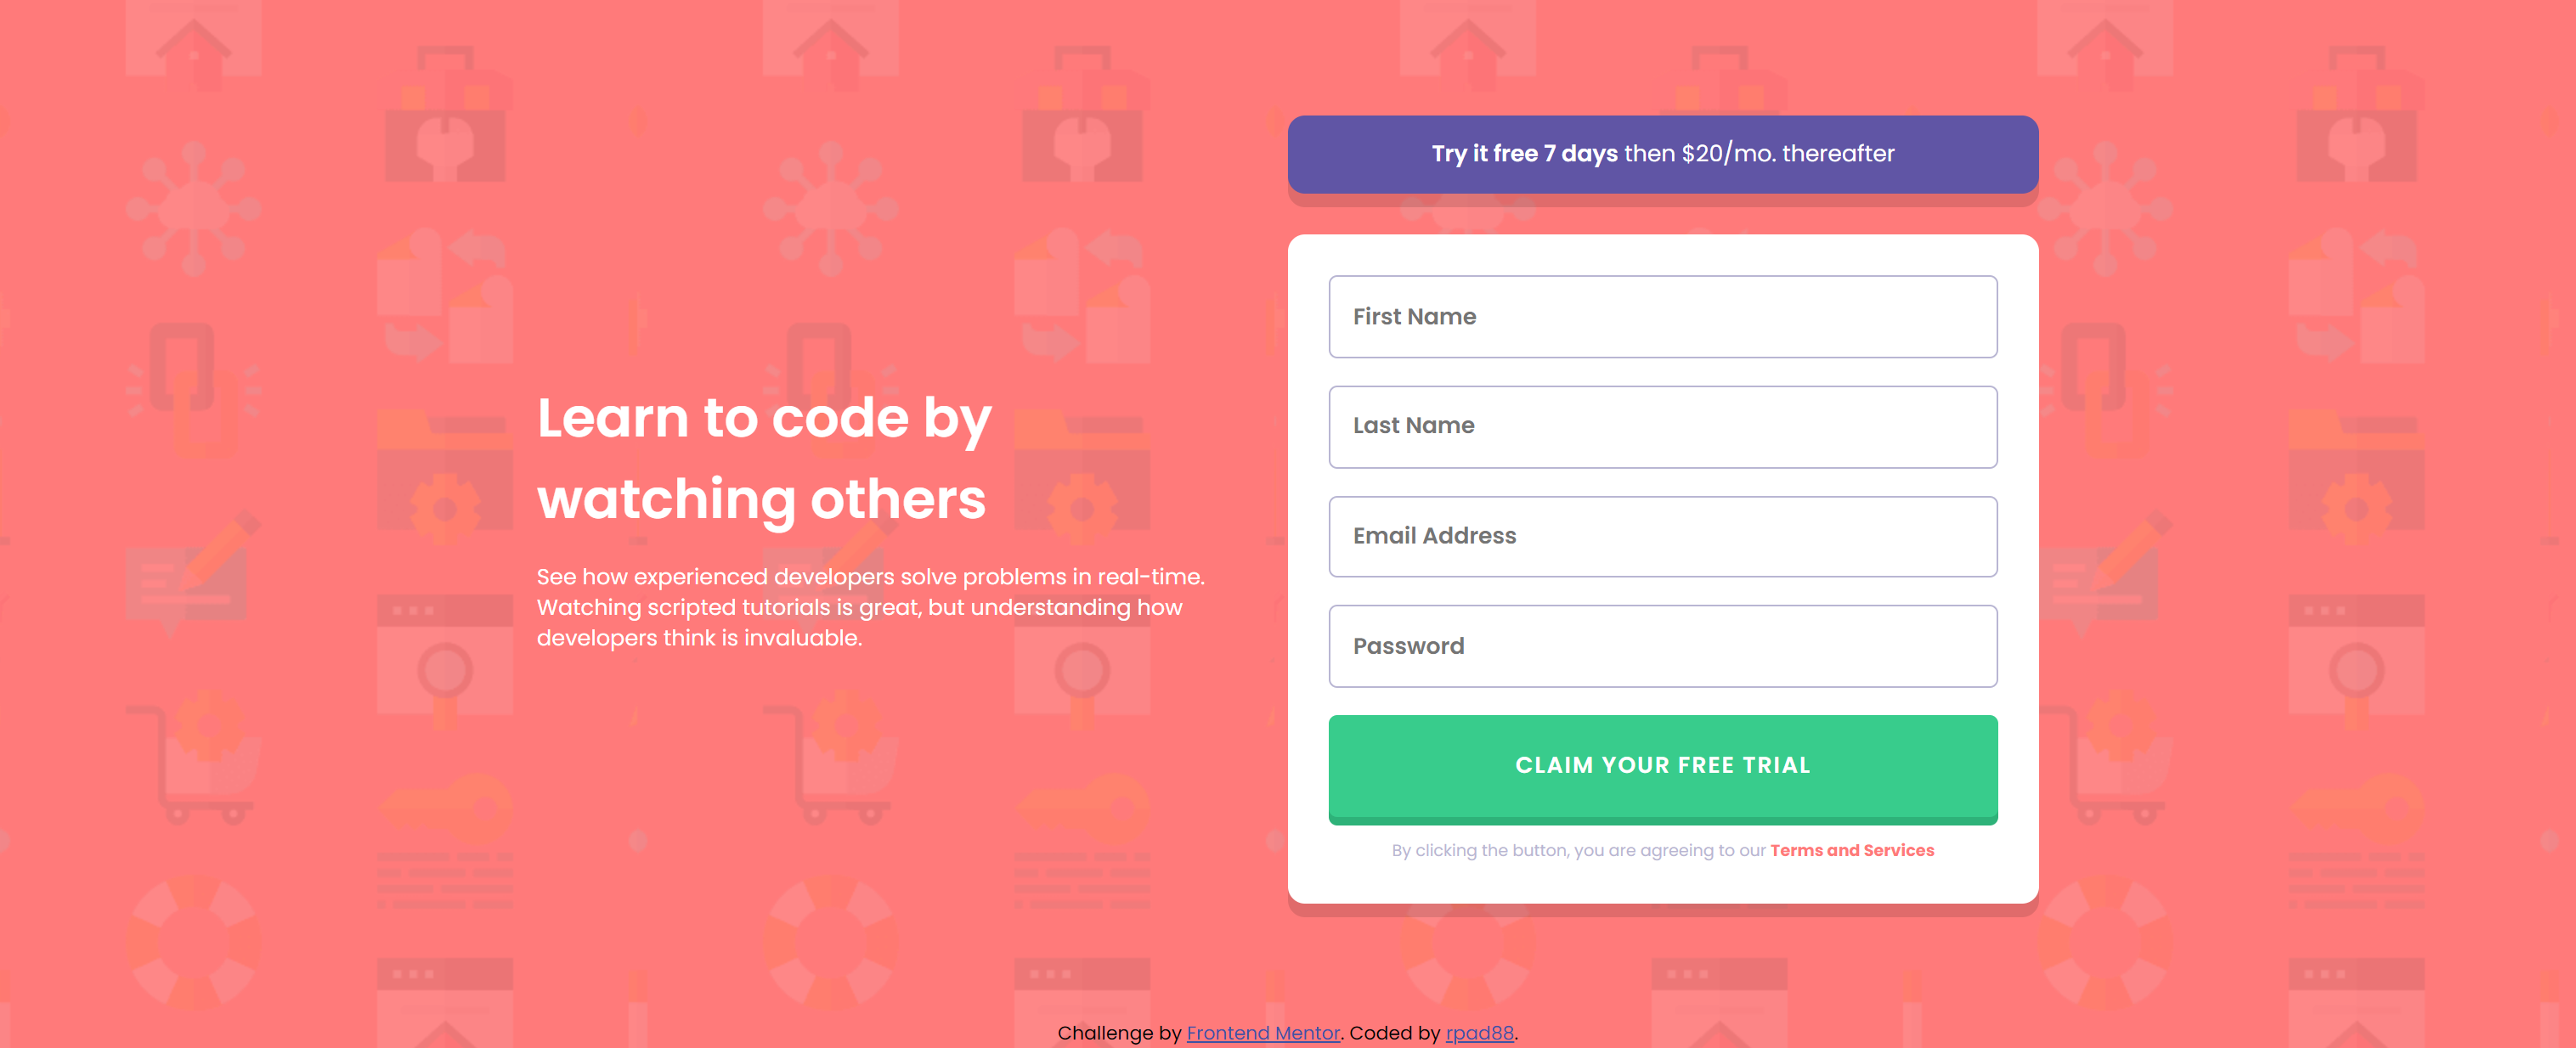 Learn to code by
watching others
See how experienced developers solve problems in real-time.
Watching scripted tutorials is great, but understanding how
developers think is invaluable.
Try it free 7 days then $20/mo. thereafter
First Name
Last Name
Email Address
Password
CLAIM YOUR FREE TRIAL
By clicking the button, you are agreeing to our Terms and Services
Challenge by Frontend Mentor. Coded by rpad88.